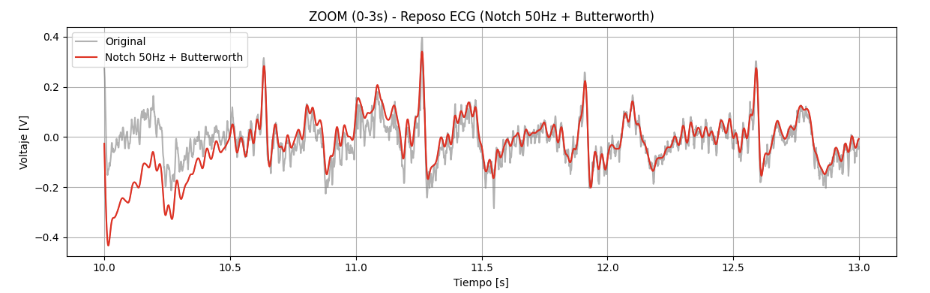 ZOOM (0-3s) - Reposo ECG (Notch 50Hz + Butterworth)
Original
Notch 50Hz + Butterworth
Voltaje [V]
0.4
0.2
0.0
−0.2
−0.4
10.0 10.5 11.0 11.5 12.0 12.5 13.0
Tiempo [s]